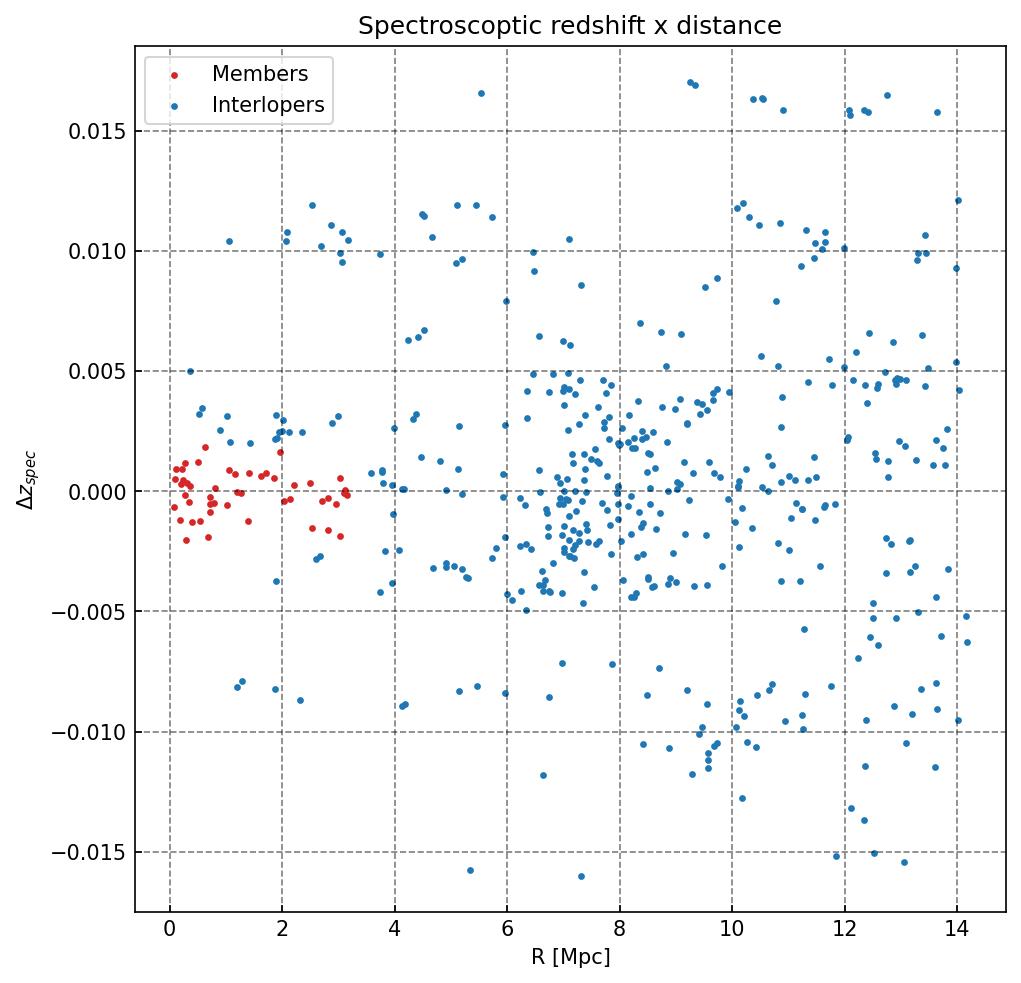 Spectroscoptic redshift x distance
Members
Interlopers
0.015
0.010
0.005
0.000
−0.005
−0.010
−0.015
Δz_spec
0 2 4 6 8 10 12 14
R [Mpc]